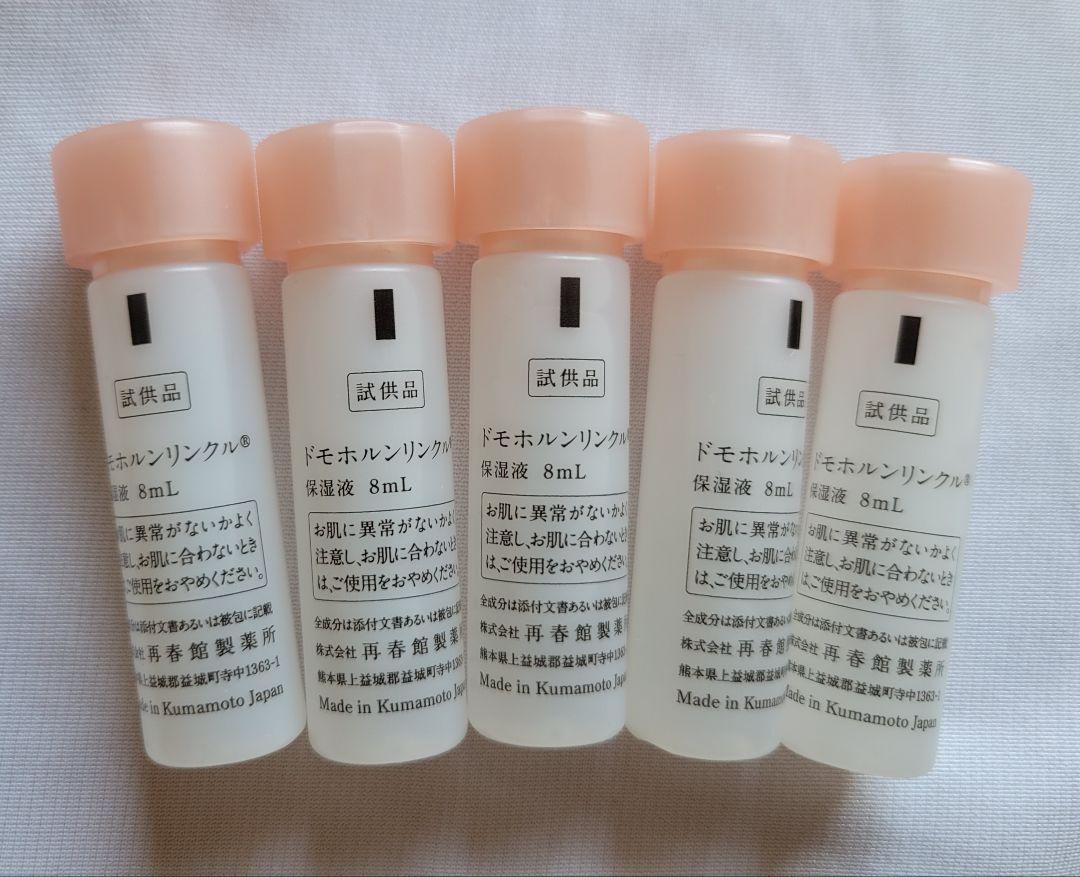 試供品
モホルンリンクル®
湿液 8mL
肌に異常がないかよく
意し、お肌に合わないとき
、ご使用をおやめください。
成分は添付文書あるいは被包に記載
会社 再春館製薬所
県上益城郡益城町寺中1363-1
de in Kumamoto Japan
試供品
ドモホルンリンクル®
保湿液 8mL
お肌に異常がないかよく
注意し、お肌に合わないとき
は、ご使用をおやめください。
全成分は添付文書あるいは被包に記
株式会社 再春館製薬
熊本県上益城郡益城町寺中1363
Made in Kumamoto Japa
試供品
ドモホルンリンクル
保湿液 8mL
お肌に異常がないかよく
注意し、お肌に合わないとき
は、ご使用をおやめください
全成分は添付文書あるいは被包に記
株式会社 再春館製薬
熊本県上益城郡益城町寺中1363
Made in Kumamoto Jap
試供品
ドモホルンリン
保湿液 8mL
お肌に異常がない
注意し、お肌に合
は、ご使用をおや
全成分は添付文書ある
株式会社 再春館
熊本県上益城郡益城
Made in Kumam
試供品
ドモホルンリンクル®
保湿液 8mL
お肌に異常がないかよく
注意し、お肌に合わないとき
は、ご使用をおやめください。
全成分は添付文書あるいは被包に記載
会社 再春館製薬所
県上益城郡益城町寺中1363-1
Made in Kumamoto Japan